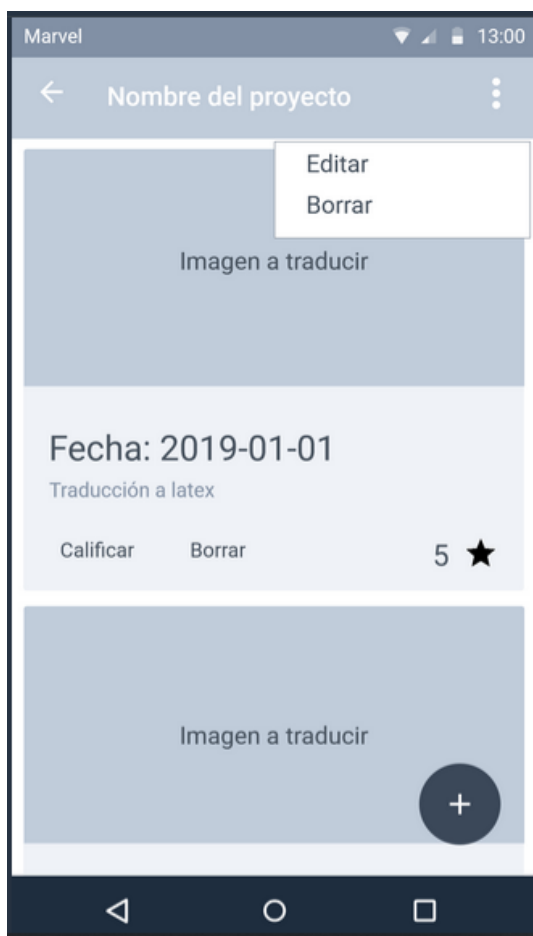 Marvel 13:00
Nombre del proyecto
Editar
Borrar
Imagen a traducir
Fecha: 2019-01-01
Traducción a latex
Calificar Borrar 5
Imagen a traducir
+